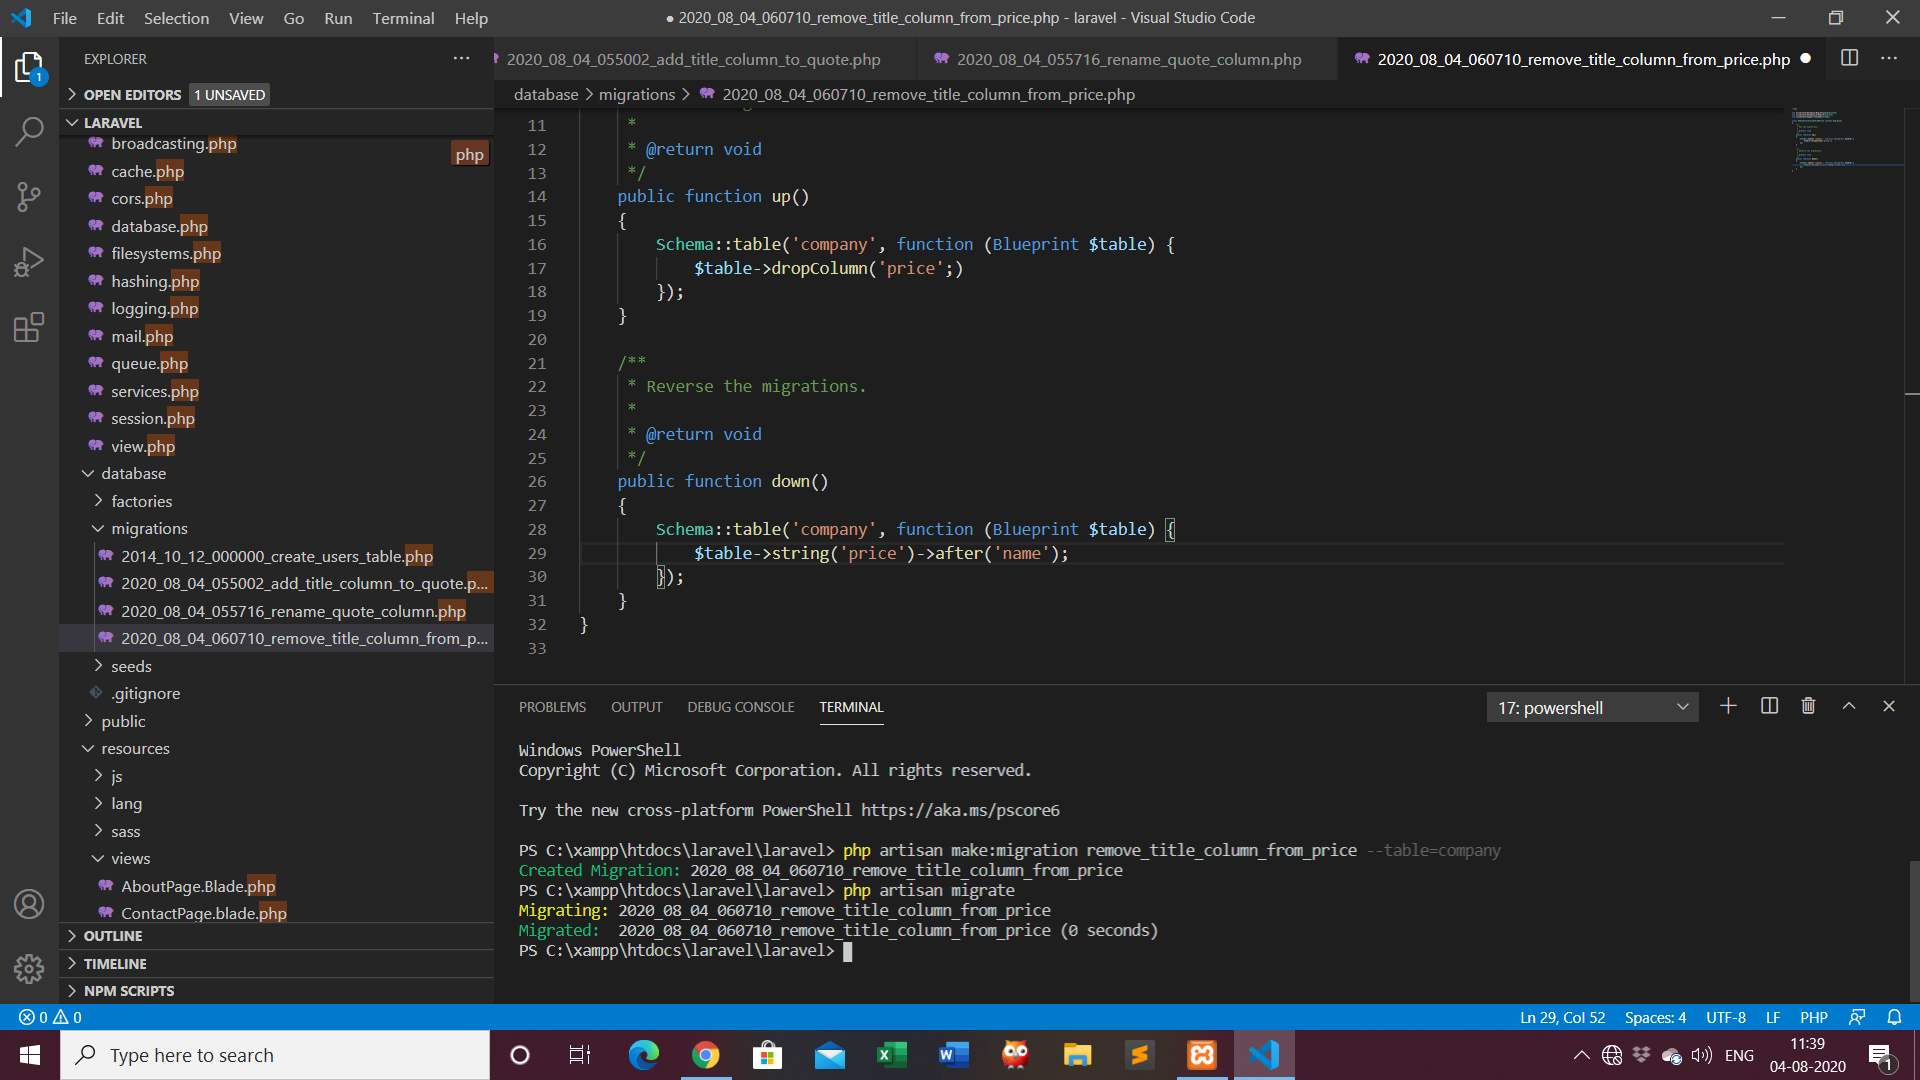 File Edit Selection View Go Run Terminal Help
● 2020_08_04_060710_remove_title_column_from_price.php - laravel - Visual Studio Code
EXPLORER
1
OPEN EDITORS 1 UNSAVED
LARAVEL
php
broadcasting.php
cache.php
cors.php
database.php
filesystems.php
hashing.php
logging.php
mail.php
queue.php
services.php
session.php
view.php
database
factories
migrations
2014_10_12_000000_create_users_table.php
2020_08_04_055002_add_title_column_to_quote.p...
2020_08_04_055716_rename_quote_column.php
2020_08_04_060710_remove_title_column_from_p...
seeds
.gitignore
public
resources
js
lang
sass
views
AboutPage.Blade.php
ContactPage.blade.php
OUTLINE
TIMELINE
NPM SCRIPTS
2020_08_04_055002_add_title_column_to_quote.php
2020_08_04_055716_rename_quote_column.php
2020_08_04_060710_remove_title_column_from_price.php ●
database > migrations > 2020_08_04_060710_remove_title_column_from_price.php
11 *
12 * @return void
13 */
14 public function up()
15 {
16 Schema::table('company', function (Blueprint $table) {
17 $table->dropColumn('price';)
18 });
19 }
20
21 /**
22 * Reverse the migrations.
23 *
24 * @return void
25 */
26 public function down()
27 {
28 Schema::table('company', function (Blueprint $table) {
29 $table->string('price')->after('name');
30 });
31 }
32 }
33
PROBLEMS OUTPUT DEBUG CONSOLE TERMINAL
17: powershell
Windows PowerShell
Copyright (C) Microsoft Corporation. All rights reserved.
Try the new cross-platform PowerShell https://aka.ms/pscore6
PS C:\xampp\htdocs\laravel\laravel> php artisan make:migration remove_title_column_from_price --table=company
Created Migration: 2020_08_04_060710_remove_title_column_from_price
PS C:\xampp\htdocs\laravel\laravel> php artisan migrate
Migrating: 2020_08_04_060710_remove_title_column_from_price
Migrated:  2020_08_04_060710_remove_title_column_from_price (0 seconds)
PS C:\xampp\htdocs\laravel\laravel>
0 0
Ln 29, Col 52 Spaces: 4 UTF-8 LF PHP
Type here to search
ENG
11:39
04-08-2020
1